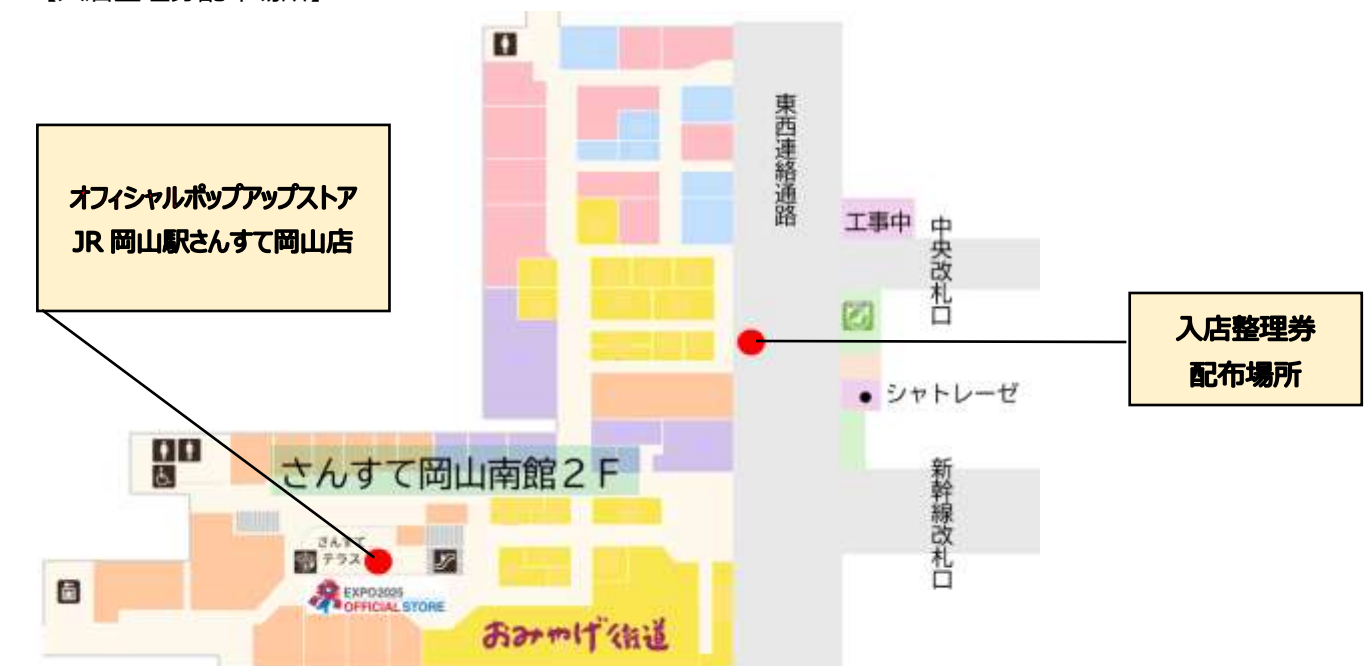 オフィシャルポップアップストア
JR 岡山駅さんすて岡山店
東西連絡通路
工事中
中央改札口
入店整理券
配布場所
シャトレーゼ
さんすて岡山南館２F
新幹線改札口
さんすて
テラス
EXPO2025
OFFICIAL STORE
おみやげ街道